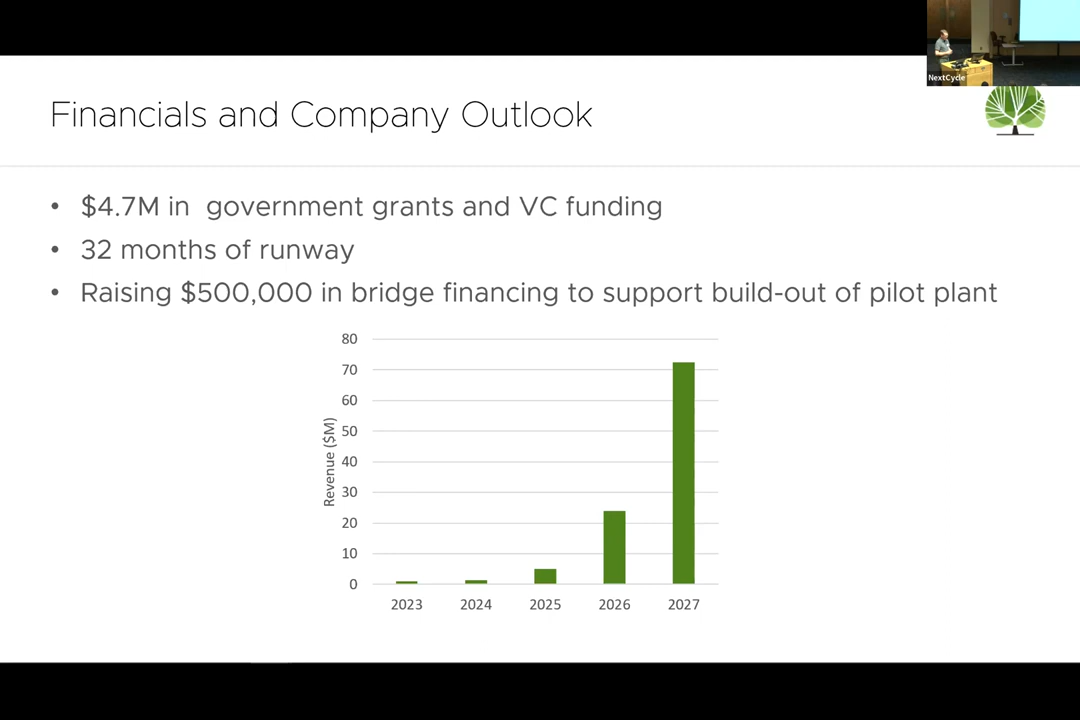 NextCycle
Financials and Company Outlook
• $4.7M in government grants and VC funding
• 32 months of runway
• Raising $500,000 in bridge financing to support build-out of pilot plant
Revenue ($M)
80
70
60
50
40
30
20
10
0
2023 2024 2025 2026 2027